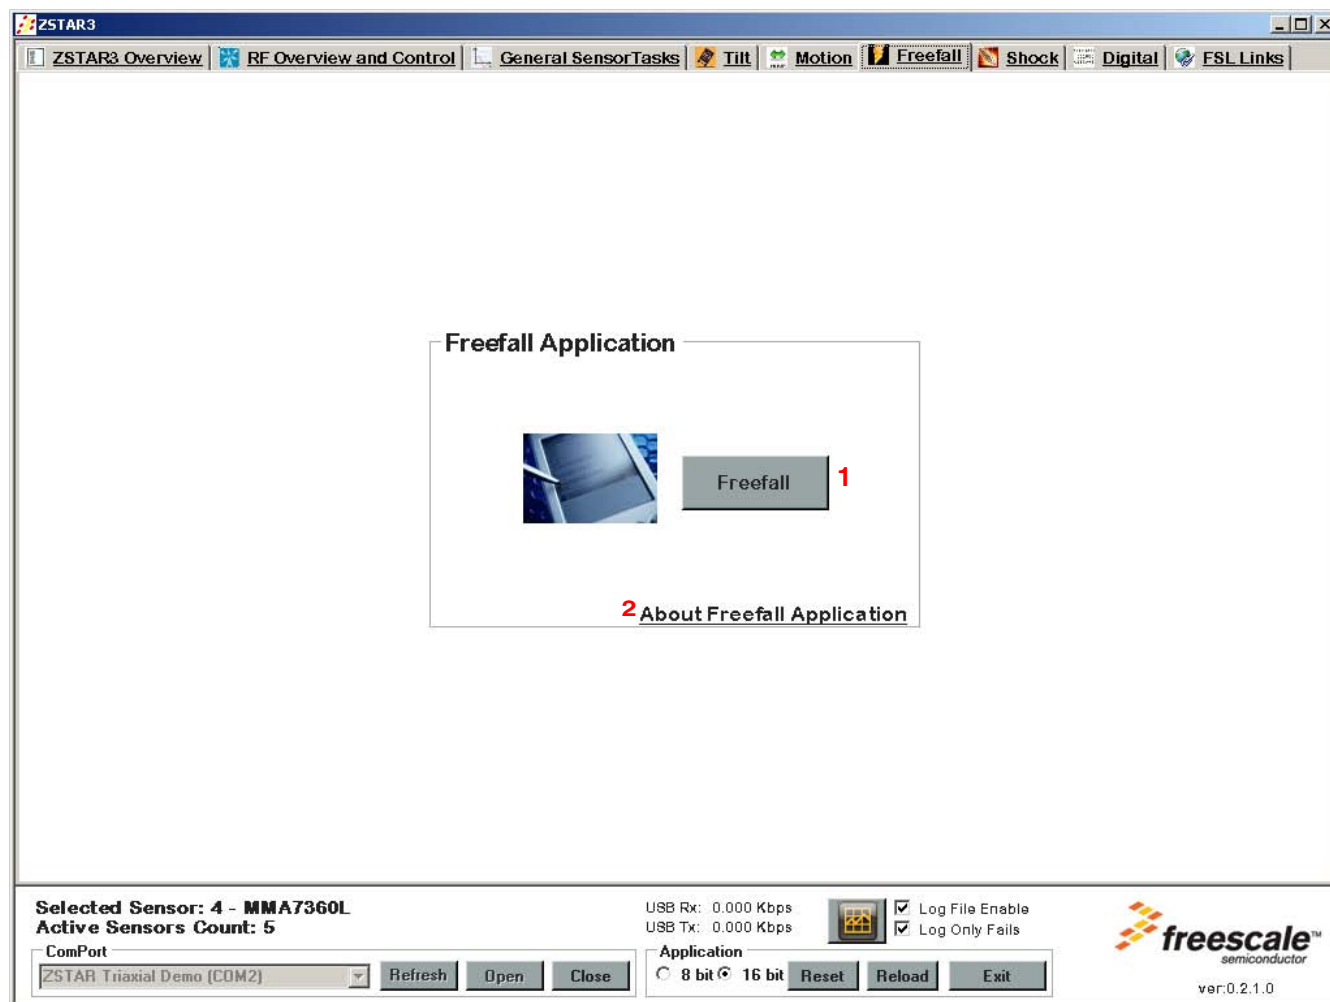 ZSTAR3
ZSTAR3 Overview RF Overview and Control General SensorTasks Tilt Motion Freefall Shock Digital FSL Links
Freefall Application
Freefall 1
2 About Freefall Application
Selected Sensor: 4 - MMA7360L
Active Sensors Count: 5
ComPort
ZSTAR Triaxial Demo (COM2) Refresh Open Close
USB Rx: 0.000 Kbps
USB Tx: 0.000 Kbps
Log File Enable
Log Only Fails
Application
8 bit 16 bit Reset Reload Exit
freescale™
semiconductor
ver:0.2.1.0